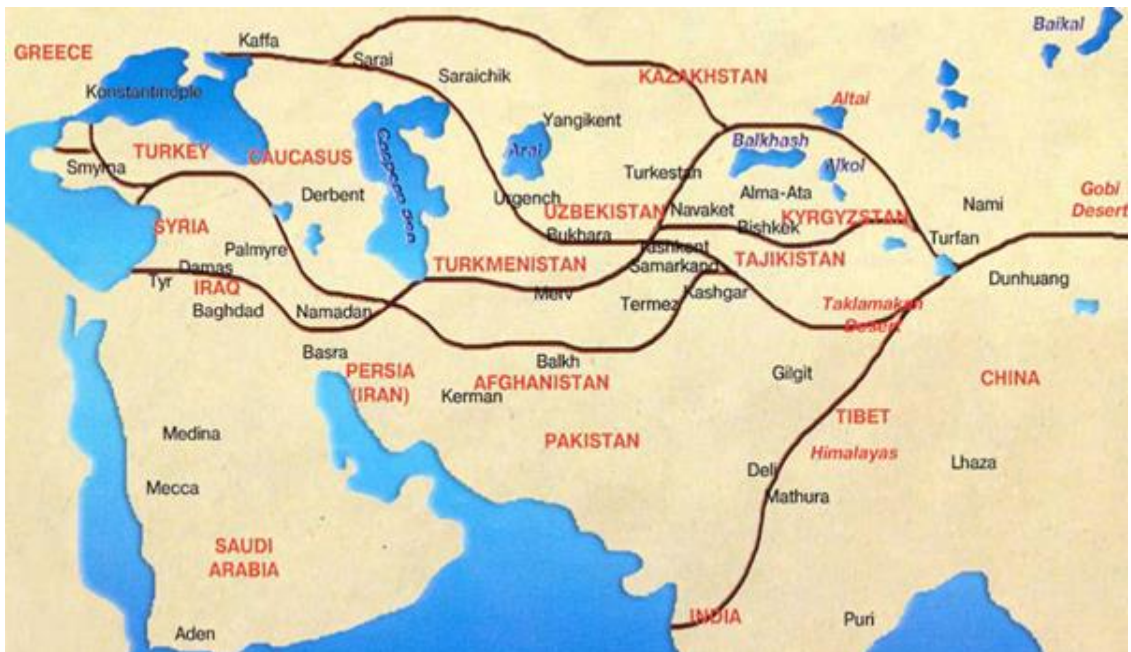 Baikal
GREECE
Kaffa
Sarai
Saraichik
KAZAKHSTAN
Konstantinople
Altai
Yangikent
TURKEY
CAUCASUS
Aral
Balkhash
Smyrna
Alkol
Turkestan
Derbent
Urgench
Alma-Ata
Gobi
Desert
Nami
UZBEKISTAN
Navaket
KYRGYZSTAN
SYRIA
Bishkek
Bukhara
Turfan
Palmyre
Tashkent
TURKMENISTAN
Samarkand
TAJIKISTAN
Damas
Tyr
IRAQ
Dunhuang
Merv
Kashgar
Termez
Taklamakan
Desert
Baghdad
Namadan
Basra
Balkh
PERSIA
(IRAN)
AFGHANISTAN
Gilgit
CHINA
Kerman
TIBET
Medina
PAKISTAN
Himalayas
Lhaza
Deli
Mecca
Mathura
SAUDI
ARABIA
INDIA
Puri
Aden